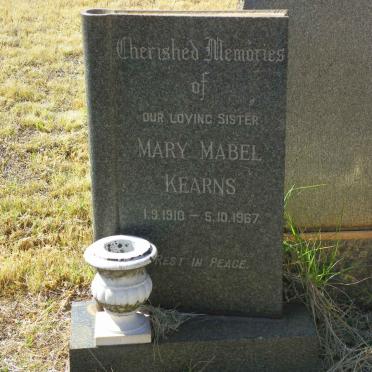 Cherished Memories
of
OUR LOVING SISTER
MARY MABEL
KEARNS
1.9.1910 – 5.10.1967.
REST IN PEACE.